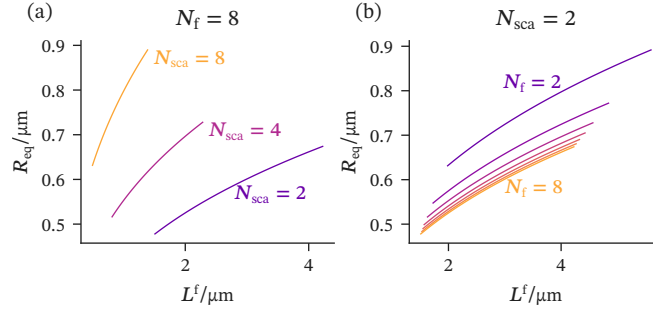 (a)
N_f = 8
0.9
0.8
0.7
0.6
0.5
R_eq/μm
N_sca = 8
N_sca = 4
N_sca = 2
2
4
L^f/μm
(b)
N_sca = 2
0.9
0.8
0.7
0.6
0.5
R_eq/μm
N_f = 2
N_f = 8
2
4
L^f/μm